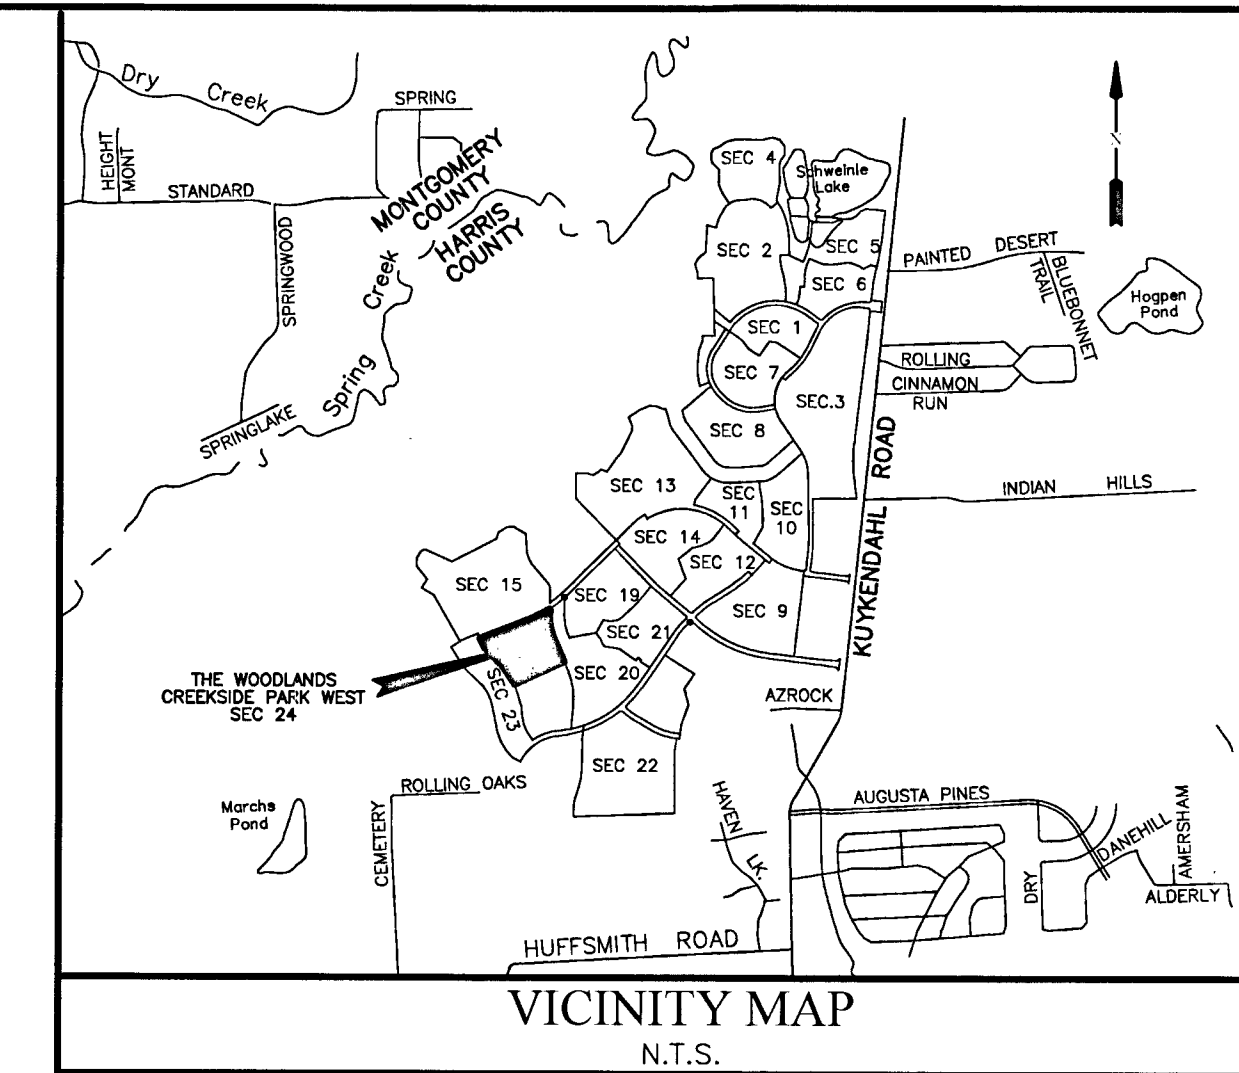 Dry Creek
SPRING
HEIGHT
MONT
STANDARD
MONTGOMERY
COUNTY
HARRIS
COUNTY
SPRINGWOOD
Spring Creek
SPRINGLAKE
N
SEC 4
Schweinle
Lake
SEC 2
SEC 5
SEC 6
PAINTED DESERT
BLUEBONNET
TRAIL
Hogpen
Pond
SEC 1
SEC 7
SEC.3
ROLLING
CINNAMON
RUN
SEC 8
KUYKENDAHL ROAD
SEC 13
SEC
11
SEC
10
INDIAN HILLS
SEC 14
SEC 12
SEC 15
SEC 19
SEC 9
SEC 21
SEC 20
SEC 23
THE WOODLANDS
CREEKSIDE PARK WEST
SEC 24
AZROCK
SEC 22
ROLLING OAKS
Marchs
Pond
CEMETERY
HAVEN
LK.
AUGUSTA PINES
DANEHILL
AMERSHAM
DRY
ALDERLY
HUFFSMITH ROAD
VICINITY MAP
N.T.S.